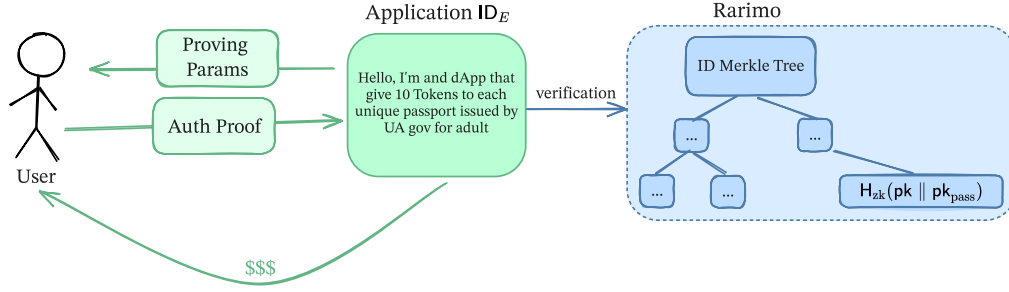 Application ID_E
Rarimo
Proving
Params
Hello, I'm and dApp that
give 10 Tokens to each
unique passport issued by
UA gov for adult
Auth Proof
User
verification
ID Merkle Tree
...
...
...
...
H_zk(pk ∥ pk_pass)
$$$